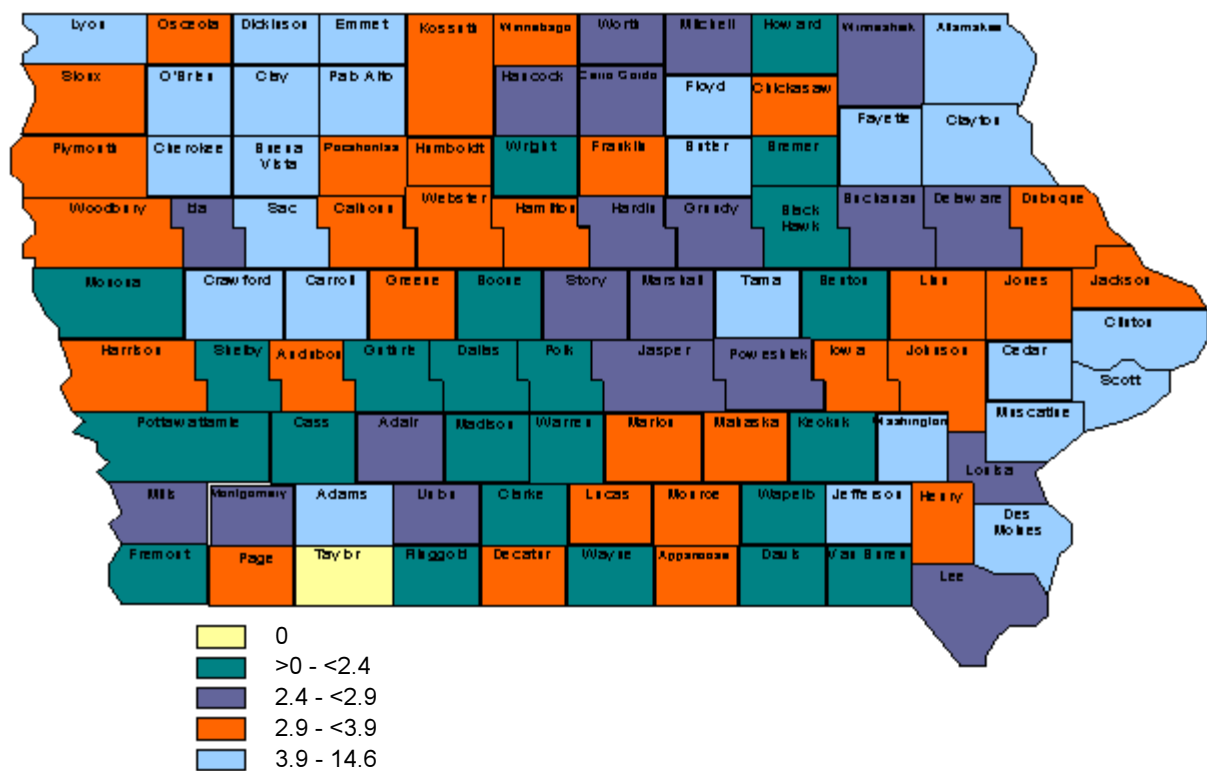 Lyon Osceola Dickinson Emmet Kossuth Winnebago Worth Mitchell Howard Winneshiek Allamakee
Sioux O'Brien Clay Palo Alto Hancock Cerro Gordo Floyd Chickasaw Fayette Clayton
Plymouth Cherokee Buena Vista Pocahontas Humboldt Wright Franklin Butler Bremer
Woodbury Ida Sac Calhoun Webster Hamilton Hardin Grundy Black Hawk Buchanan Delaware Dubuque
Monona Crawford Carroll Greene Boone Story Marshall Tama Benton Linn Jones Jackson
Clinton
Harrison Shelby Audubon Guthrie Dallas Polk Jasper Poweshiek Iowa Johnson Cedar
Scott
Pottawattamie Cass Adair Madison Warren Marion Mahaska Keokuk Washington Muscatine
Louisa
Mills Montgomery Adams Union Clarke Lucas Monroe Wapello Jefferson Henry Des Moines
Fremont Page Taylor Ringgold Decatur Wayne Appanoose Davis Van Buren
Lee
0
>0 - <2.4
2.4 - <2.9
2.9 - <3.9
3.9 - 14.6